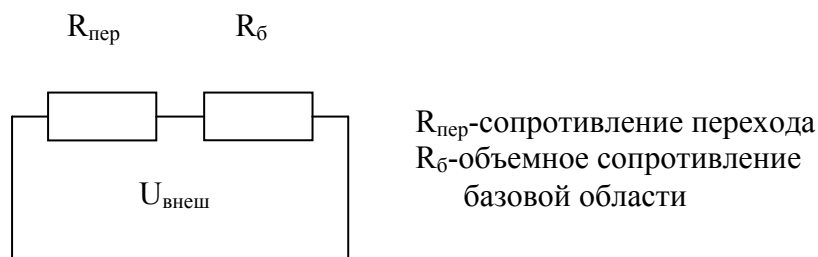 Rпер Rб
Rпер-сопротивление перехода
Rб-объемное сопротивление
базовой области
Uвнеш